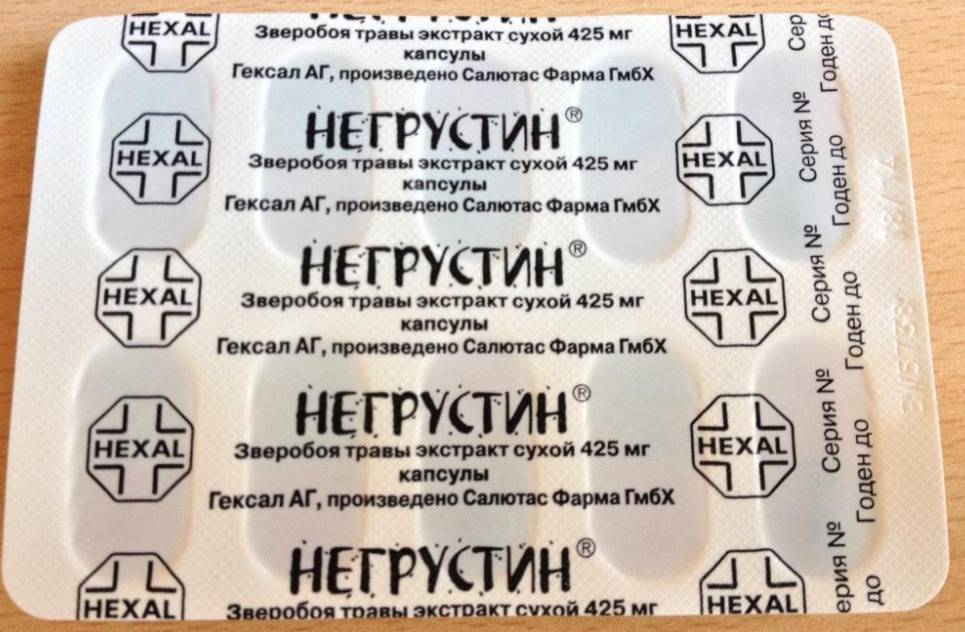 НЕГРУСТИН
HEXAL
Зверобоя травы экстракт сухой 425 мг
HEXAL
капсулы
Гексал АГ, произведено Салютас Фарма ГмбХ
Годен до
НЕГРУСТИН®
HEXAL
Зверобоя травы экстракт сухой 425 мг
HEXAL
капсулы
Гексал АГ, произведено Салютас Фарма ГмбХ
Серия №
Годен до
НЕГРУСТИН®
HEXAL
Зверобоя травы экстракт сухой 425 мг
HEXAL
капсулы
Гексал АГ, произведено Салютас Фарма ГмбХ
Серия №
Годен до
НЕГРУСТИН®
HEXAL
Зверобоя травы экстракт сухой 425 мг
HEXAL
капсулы
Гексал АГ, произведено Салютас Фарма ГмбХ
Серия №
Годен до
НЕГРУСТИН®
HEXAL
Зверобоя травы экстракт сухой 425 мг
HEXAL
ерия №
до